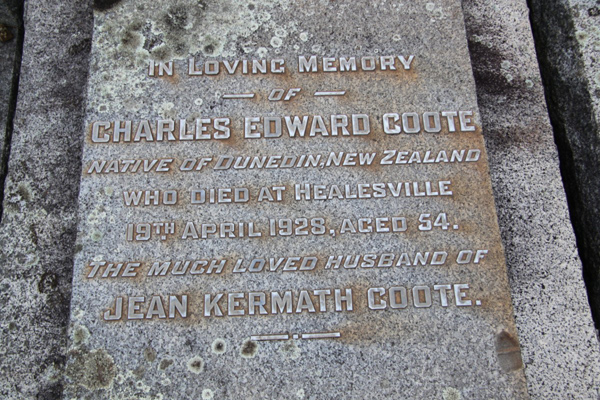 In Loving Memory
of
Charles Edward Coote
native of Dunedin, New Zealand
who died at Healesville
19th April 1928, aged 54.
The much loved husband of
Jean Kermath Coote.